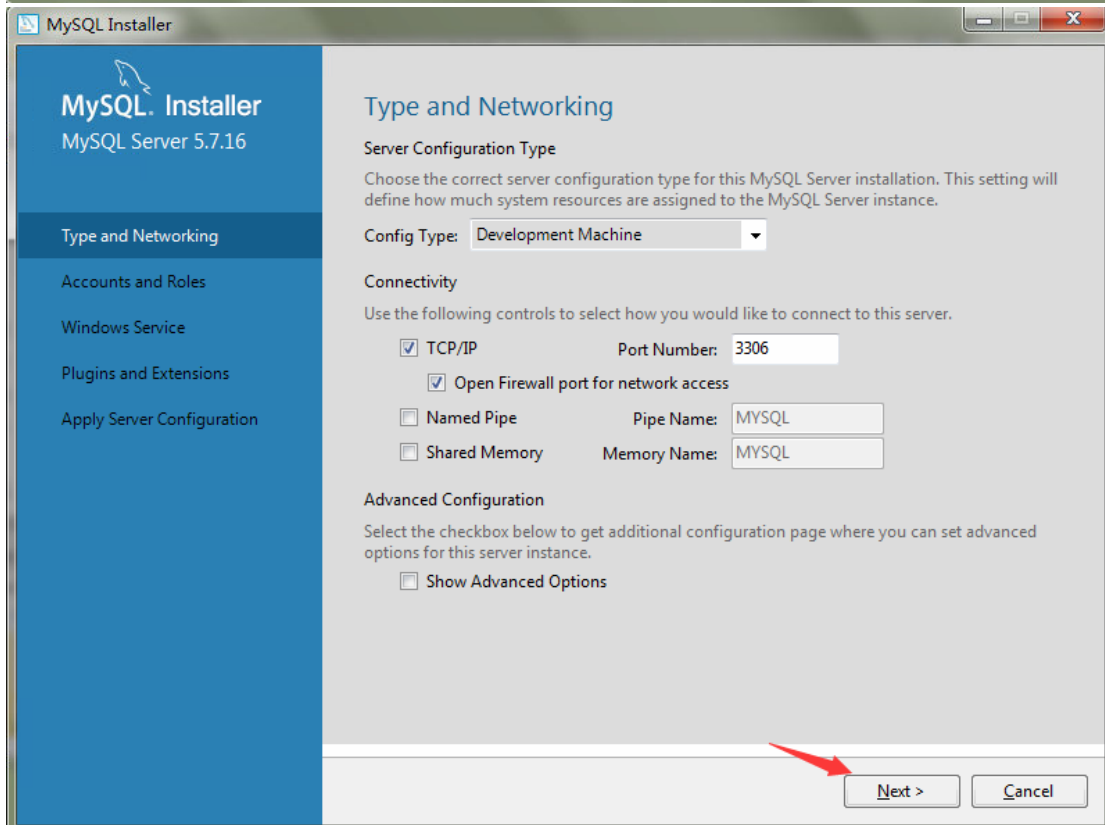 MySQL Installer
MySQL. Installer
MySQL Server 5.7.16
Type and Networking
Accounts and Roles
Windows Service
Plugins and Extensions
Apply Server Configuration
Type and Networking
Server Configuration Type
Choose the correct server configuration type for this MySQL Server installation. This setting will
define how much system resources are assigned to the MySQL Server instance.
Config Type: Development Machine
Connectivity
Use the following controls to select how you would like to connect to this server.
TCP/IP Port Number: 3306
Open Firewall port for network access
Named Pipe Pipe Name: MYSQL
Shared Memory Memory Name: MYSQL
Advanced Configuration
Select the checkbox below to get additional configuration page where you can set advanced
options for this server instance.
Show Advanced Options
Next > Cancel